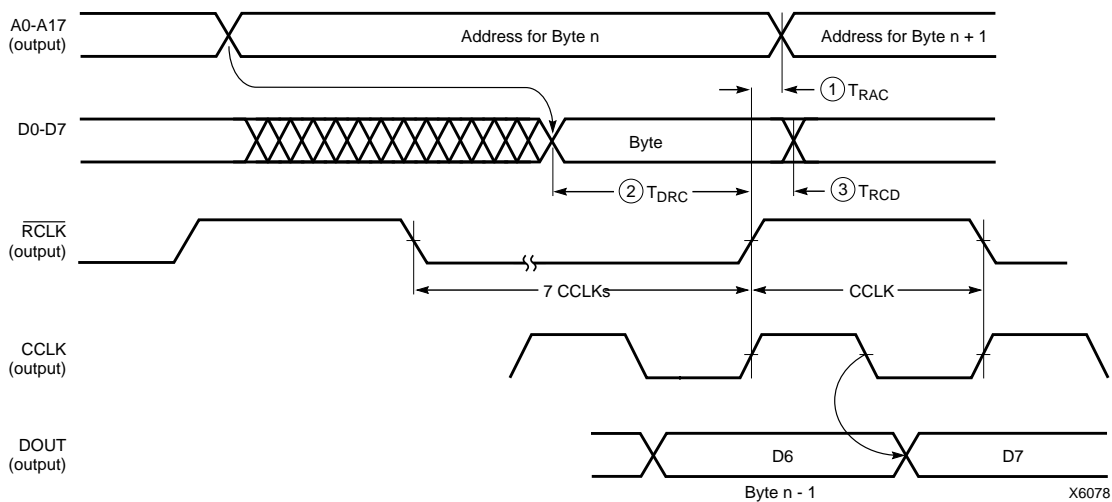 A0-A17
(output)
Address for Byte n
Address for Byte n + 1
1 TRAC
D0-D7
Byte
2 TDRC
3 TRCD
RCLK
(output)
7 CCLKs
CCLK
CCLK
(output)
DOUT
(output)
D6
D7
Byte n - 1
X6078